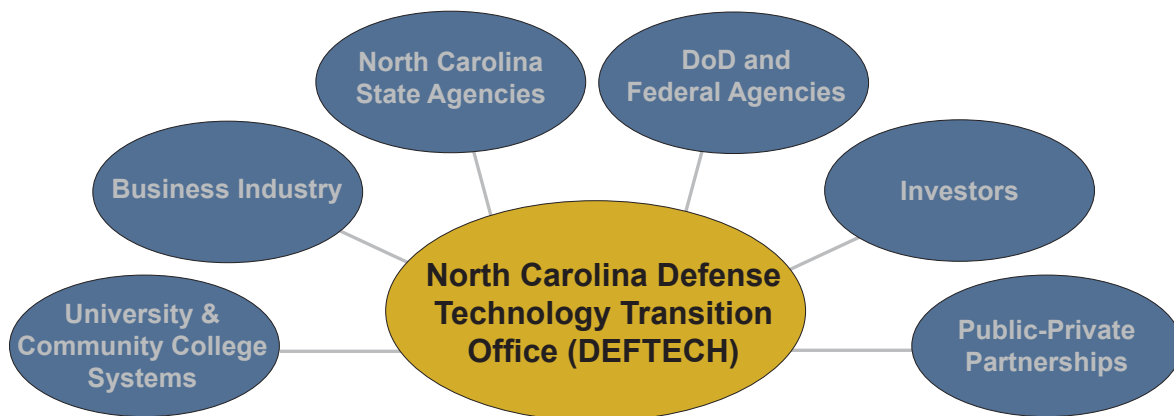 North Carolina
State Agencies
DoD and
Federal Agencies
Business Industry
Investors
North Carolina Defense
Technology Transition
Office (DEFTECH)
University &
Community College
Systems
Public-Private
Partnerships